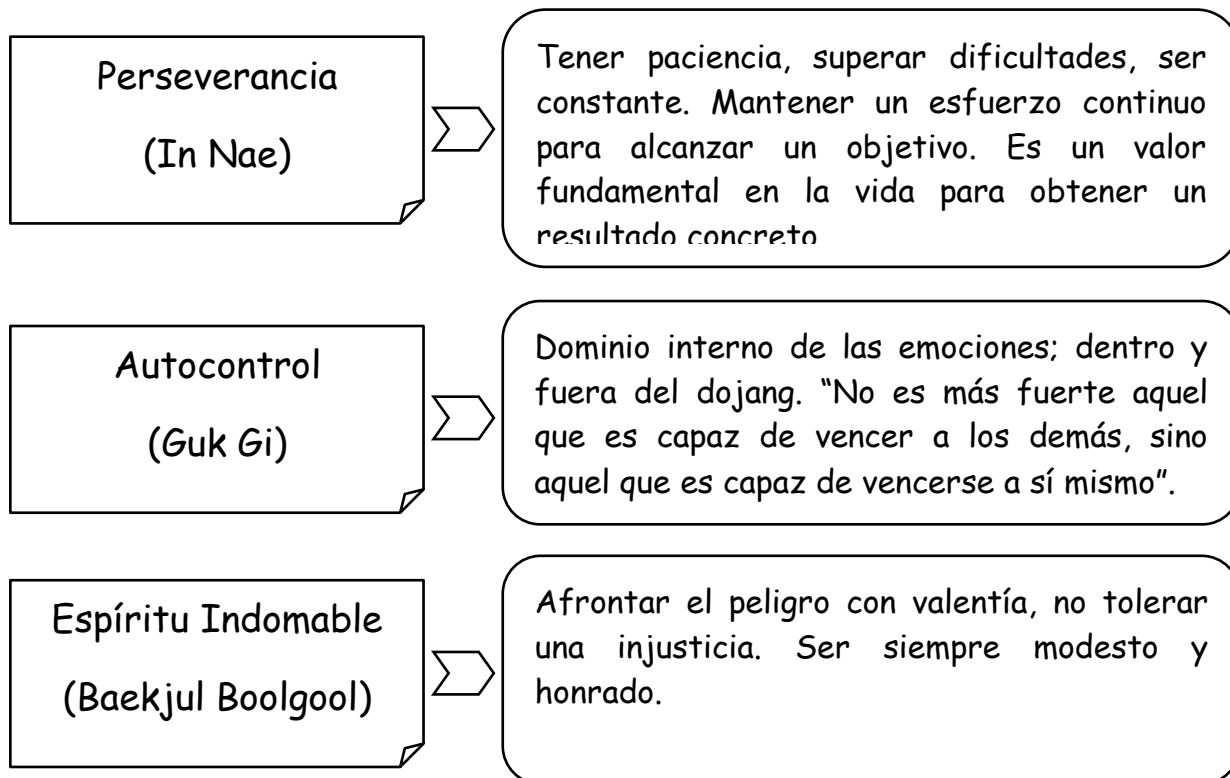 Perseverancia
(In Nae)
Tener paciencia, superar dificultades, ser
constante. Mantener un esfuerzo continuo
para alcanzar un objetivo. Es un valor
fundamental en la vida para obtener un
resultado concreto
Autocontrol
(Guk Gi)
Dominio interno de las emociones; dentro y
fuera del dojang. “No es más fuerte aquel
que es capaz de vencer a los demás, sino
aquel que es capaz de vencerse a sí mismo”.
Espíritu Indomable
(Baekjul Boolgool)
Afrontar el peligro con valentía, no tolerar
una injusticia. Ser siempre modesto y
honrado.